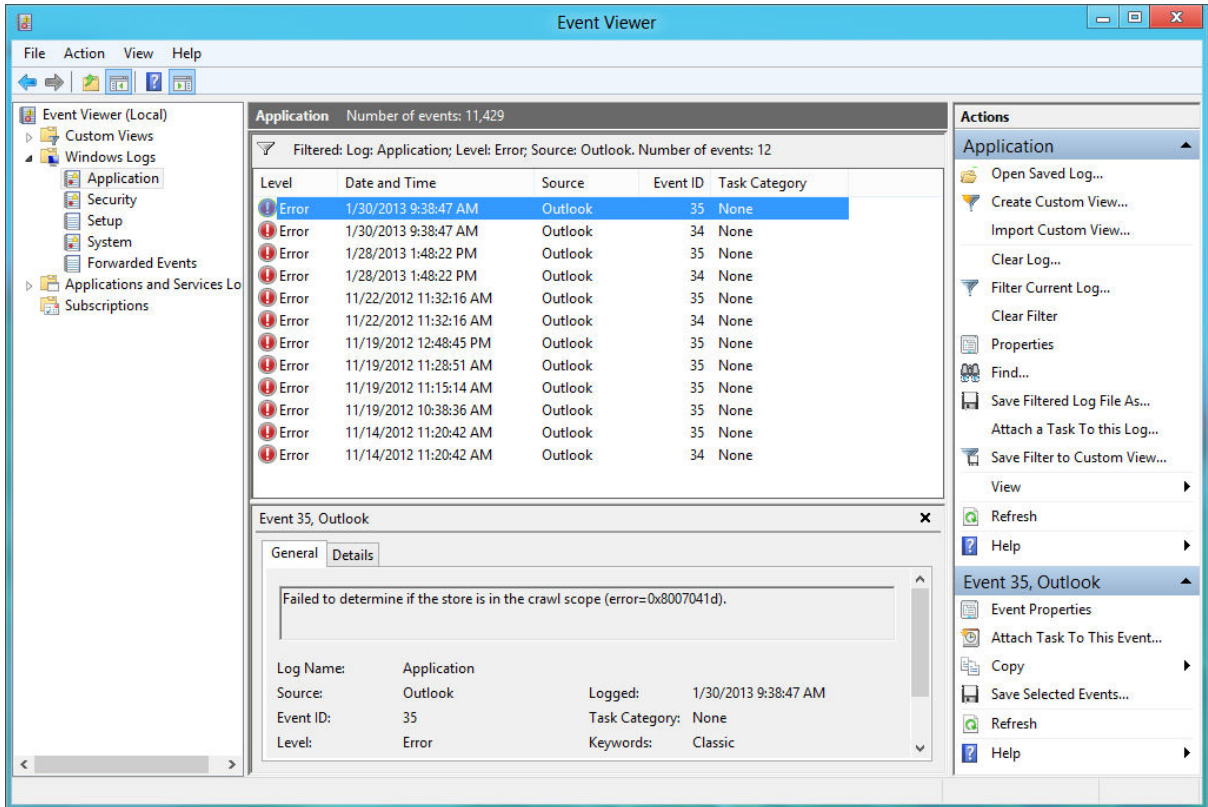 Event Viewer
File Action View Help
Event Viewer (Local)
Custom Views
Windows Logs
Application
Security
Setup
System
Forwarded Events
Applications and Services Lo
Subscriptions
Application Number of events: 11,429
Filtered: Log: Application; Level: Error; Source: Outlook. Number of events: 12
Level Date and Time Source Event ID Task Category
Error 1/30/2013 9:38:47 AM Outlook 35 None
Error 1/30/2013 9:38:47 AM Outlook 34 None
Error 1/28/2013 1:48:22 PM Outlook 35 None
Error 1/28/2013 1:48:22 PM Outlook 34 None
Error 11/22/2012 11:32:16 AM Outlook 35 None
Error 11/22/2012 11:32:16 AM Outlook 34 None
Error 11/19/2012 12:48:45 PM Outlook 35 None
Error 11/19/2012 11:28:51 AM Outlook 35 None
Error 11/19/2012 11:15:14 AM Outlook 35 None
Error 11/19/2012 10:38:36 AM Outlook 35 None
Error 11/14/2012 11:20:42 AM Outlook 35 None
Error 11/14/2012 11:20:42 AM Outlook 34 None
Event 35, Outlook
General Details
Failed to determine if the store is in the crawl scope (error=0x8007041d).
Log Name: Application
Source: Outlook Logged: 1/30/2013 9:38:47 AM
Event ID: 35 Task Category: None
Level: Error Keywords: Classic
Actions
Application
Open Saved Log...
Create Custom View...
Import Custom View...
Clear Log...
Filter Current Log...
Clear Filter
Properties
Find...
Save Filtered Log File As...
Attach a Task To this Log...
Save Filter to Custom View...
View
Refresh
Help
Event 35, Outlook
Event Properties
Attach Task To This Event...
Copy
Save Selected Events...
Refresh
Help